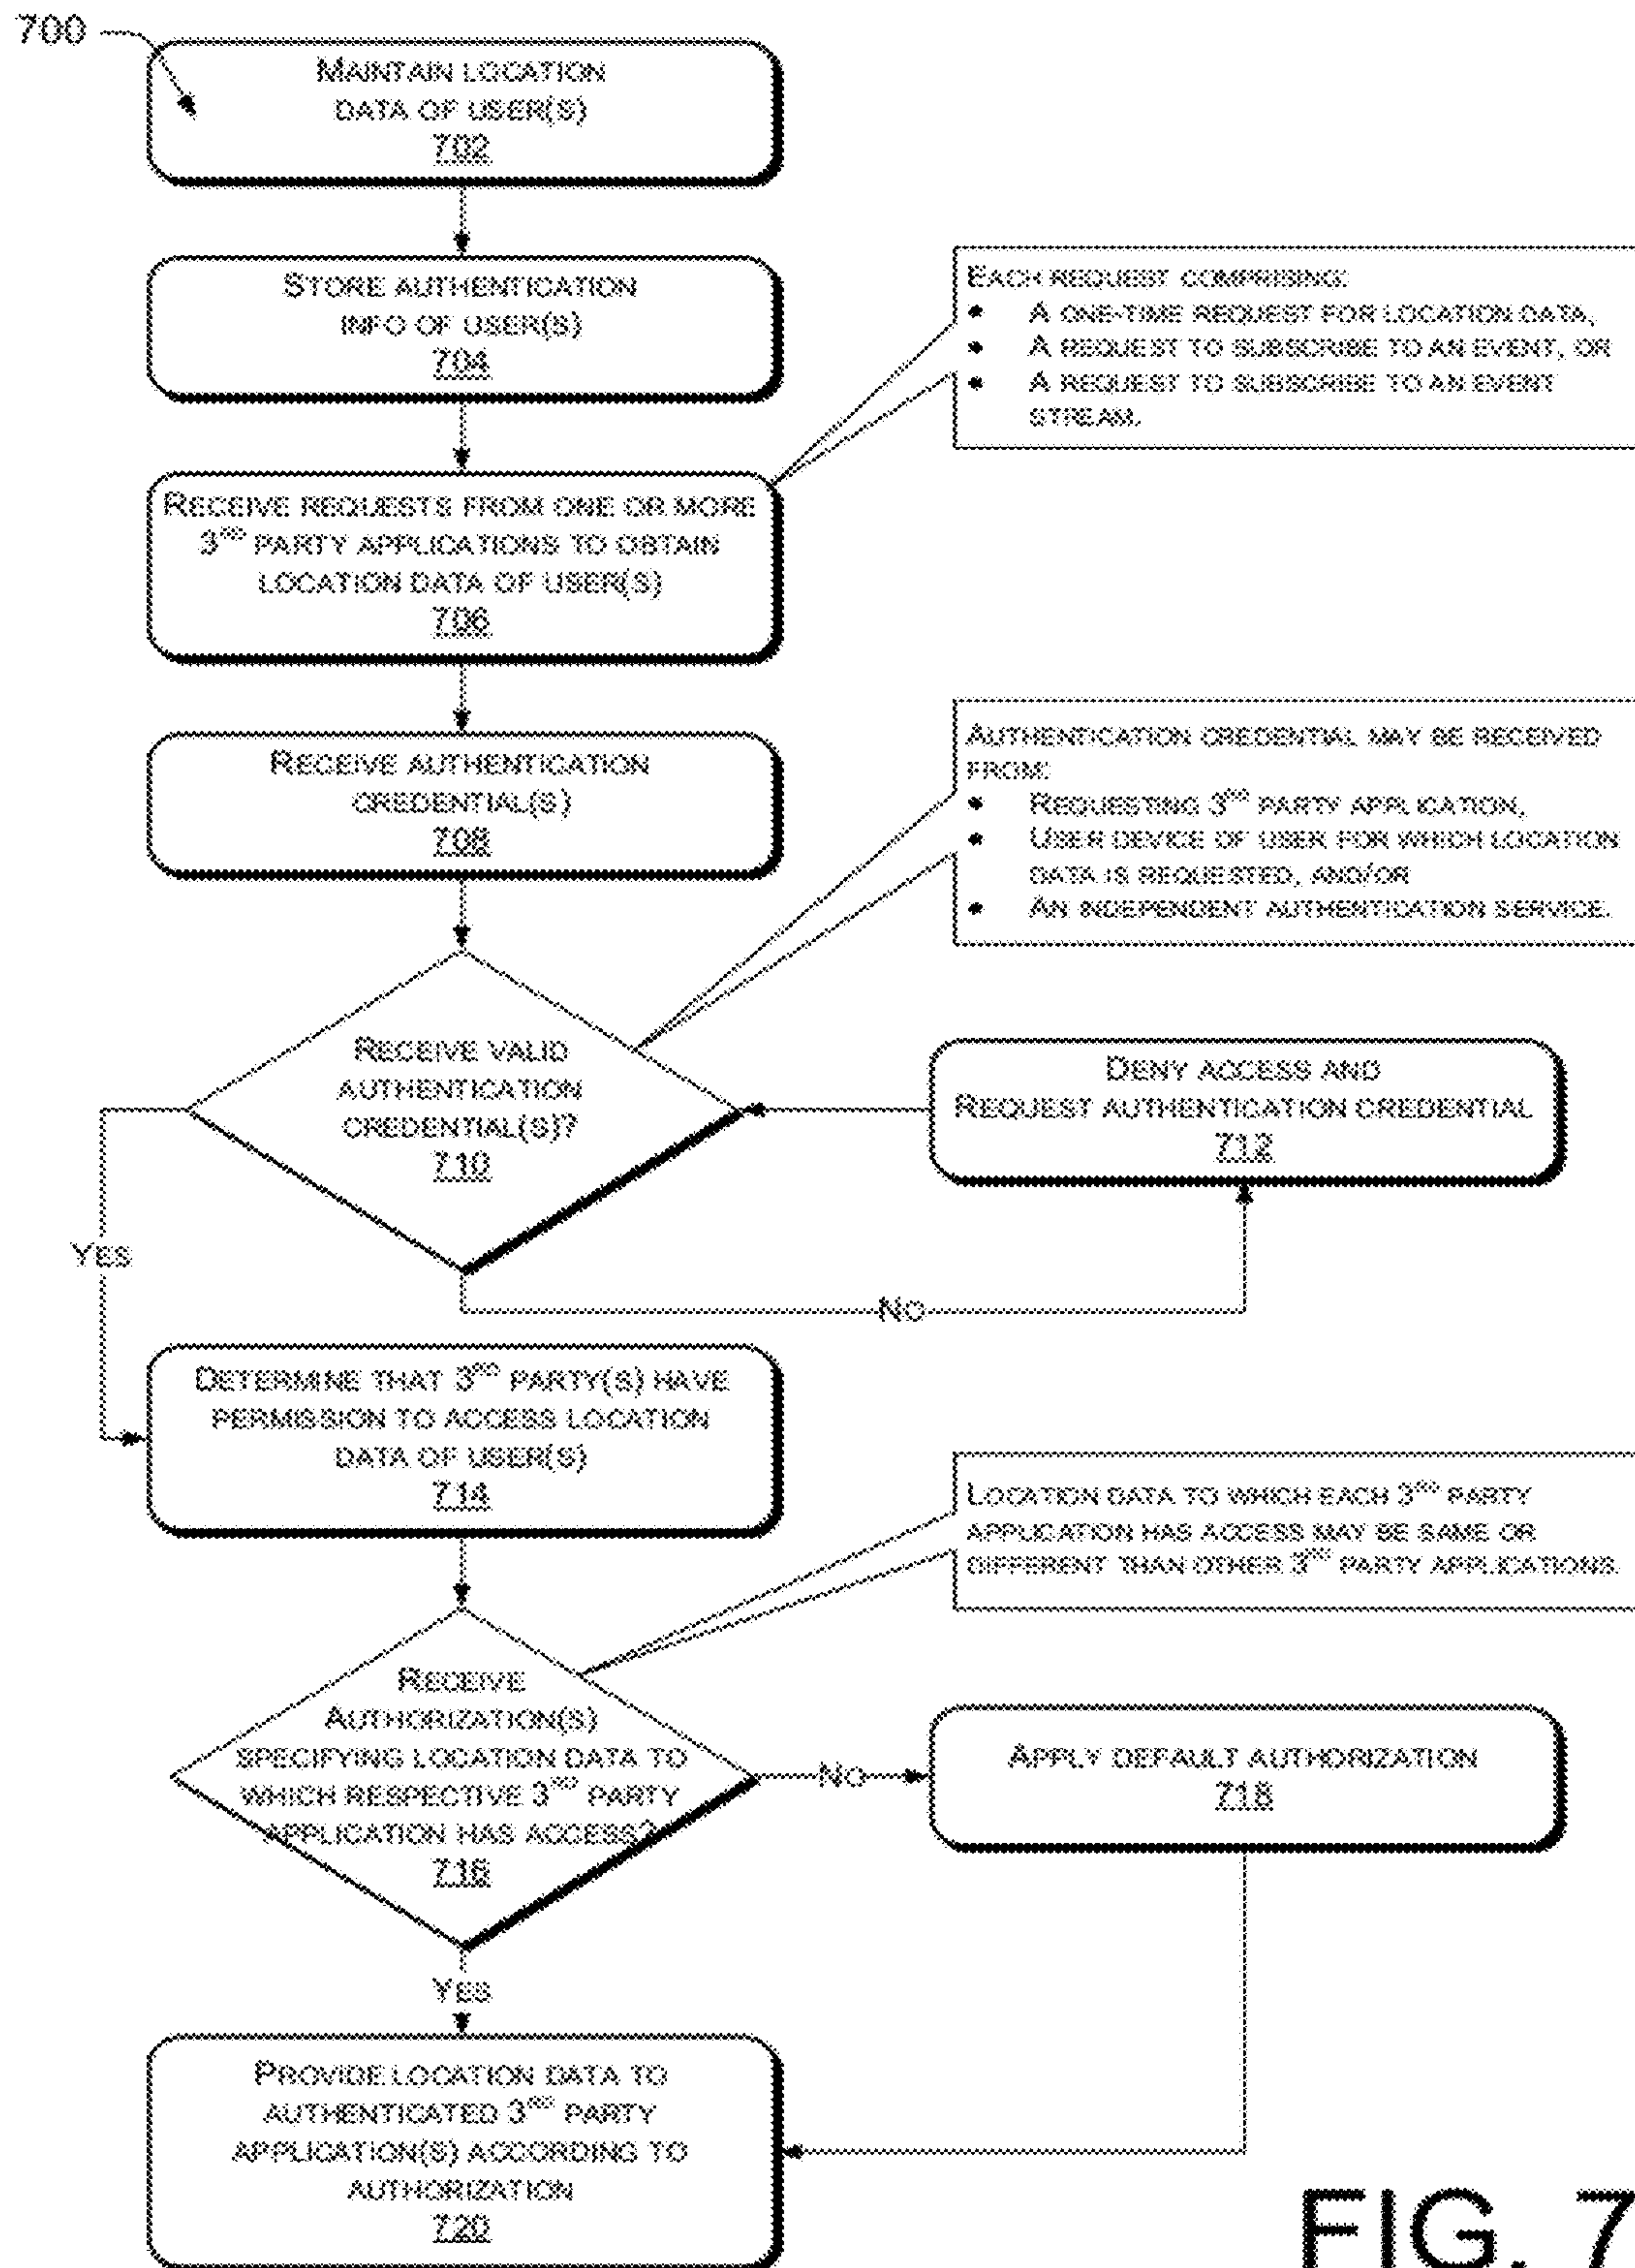 700
MAINTAIN LOCATION
DATA OF USER(S)
702
STORE AUTHENTICATION
INFO OF USER(S)
704
EACH REQUEST COMPRISING:
• A ONE-TIME REQUEST FOR LOCATION DATA,
• A REQUEST TO SUBSCRIBE TO AN EVENT, OR
• A REQUEST TO SUBSCRIBE TO AN EVENT
STREAM.
RECEIVE REQUESTS FROM ONE OR MORE
3RD PARTY APPLICATIONS TO OBTAIN
LOCATION DATA OF USER(S)
706
RECEIVE AUTHENTICATION
CREDENTIAL(S)
708
AUTHENTICATION CREDENTIAL MAY BE RECEIVED
FROM:
• REQUESTING 3RD PARTY APPLICATION,
• USER DEVICE OF USER FOR WHICH LOCATION
DATA IS REQUESTED, AND/OR
• AN INDEPENDENT AUTHENTICATION SERVICE.
RECEIVE VALID
AUTHENTICATION
CREDENTIAL(S)?
710
DENY ACCESS AND
REQUEST AUTHENTICATION CREDENTIAL
712
YES
NO
DETERMINE THAT 3RD PARTY(S) HAVE
PERMISSION TO ACCESS LOCATION
DATA OF USER(S)
714
LOCATION DATA TO WHICH EACH 3RD PARTY
APPLICATION HAS ACCESS MAY BE SAME OR
DIFFERENT THAN OTHER 3RD PARTY APPLICATIONS.
RECEIVE
AUTHORIZATION(S)
SPECIFYING LOCATION DATA TO
WHICH RESPECTIVE 3RD PARTY
APPLICATION HAS ACCESS?
716
NO
APPLY DEFAULT AUTHORIZATION
718
YES
PROVIDE LOCATION DATA TO
AUTHENTICATED 3RD PARTY
APPLICATION(S) ACCORDING TO
AUTHORIZATION
720
FIG. 7